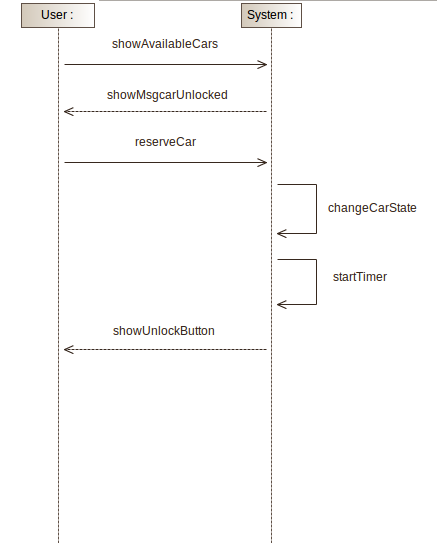 User :
System :
showAvailableCars
showMsgcarUnlocked
reserveCar
changeCarState
startTimer
showUnlockButton